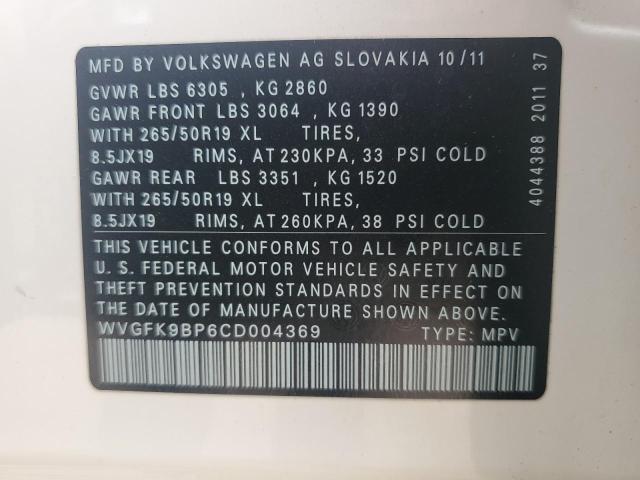 MFD BY VOLKSWAGEN AG SLOVAKIA 10/11
GVWR LBS 6305 , KG 2860
GAWR FRONT LBS 3064 , KG 1390
WITH 265/50R19 XL TIRES,
8.5JX19 RIMS, AT 230KPA, 33 PSI COLD
GAWR REAR LBS 3351 , KG 1520
WITH 265/50R19 XL TIRES,
8.5JX19 RIMS, AT 260KPA, 38 PSI COLD
THIS VEHICLE CONFORMS TO ALL APPLICABLE
U. S. FEDERAL MOTOR VEHICLE SAFETY AND
THEFT PREVENTION STANDARDS IN EFFECT ON
THE DATE OF MANUFACTURE SHOWN ABOVE.
WVGFK9BP6CD004369 TYPE: MPV
4044388 2011 37